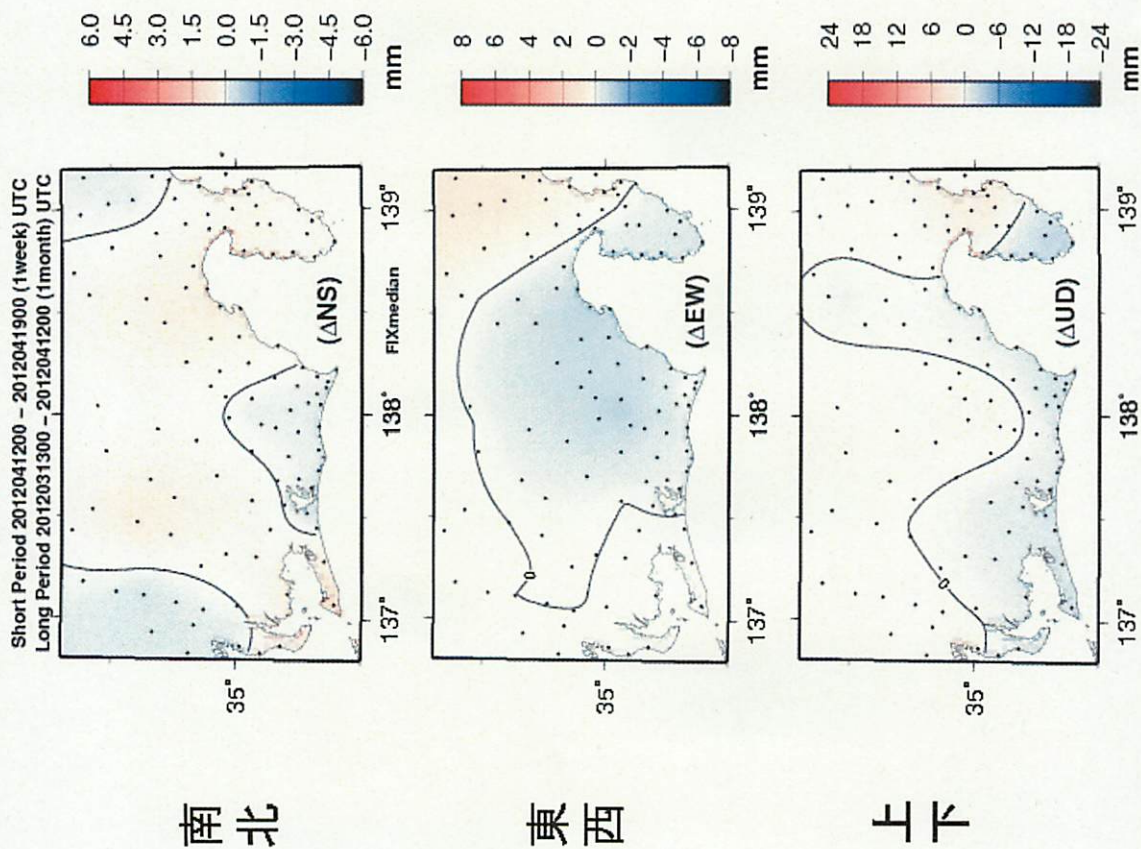 Short Period 2012041200 - 2012041900 (1week) UTC
Long Period 2012031300 - 2012041200 (1month) UTC
南北
35°
(ΔNS)
137° 138° 139°
6.0
4.5
3.0
1.5
0.0
-1.5
-3.0
-4.5
-6.0
mm
FIXmedian
東西
35°
0
(ΔEW)
137° 138° 139°
8
6
4
2
0
-2
-4
-6
-8
mm
上下
35°
0
(ΔUD)
137° 138° 139°
24
18
12
6
0
-6
-12
-18
-24
mm